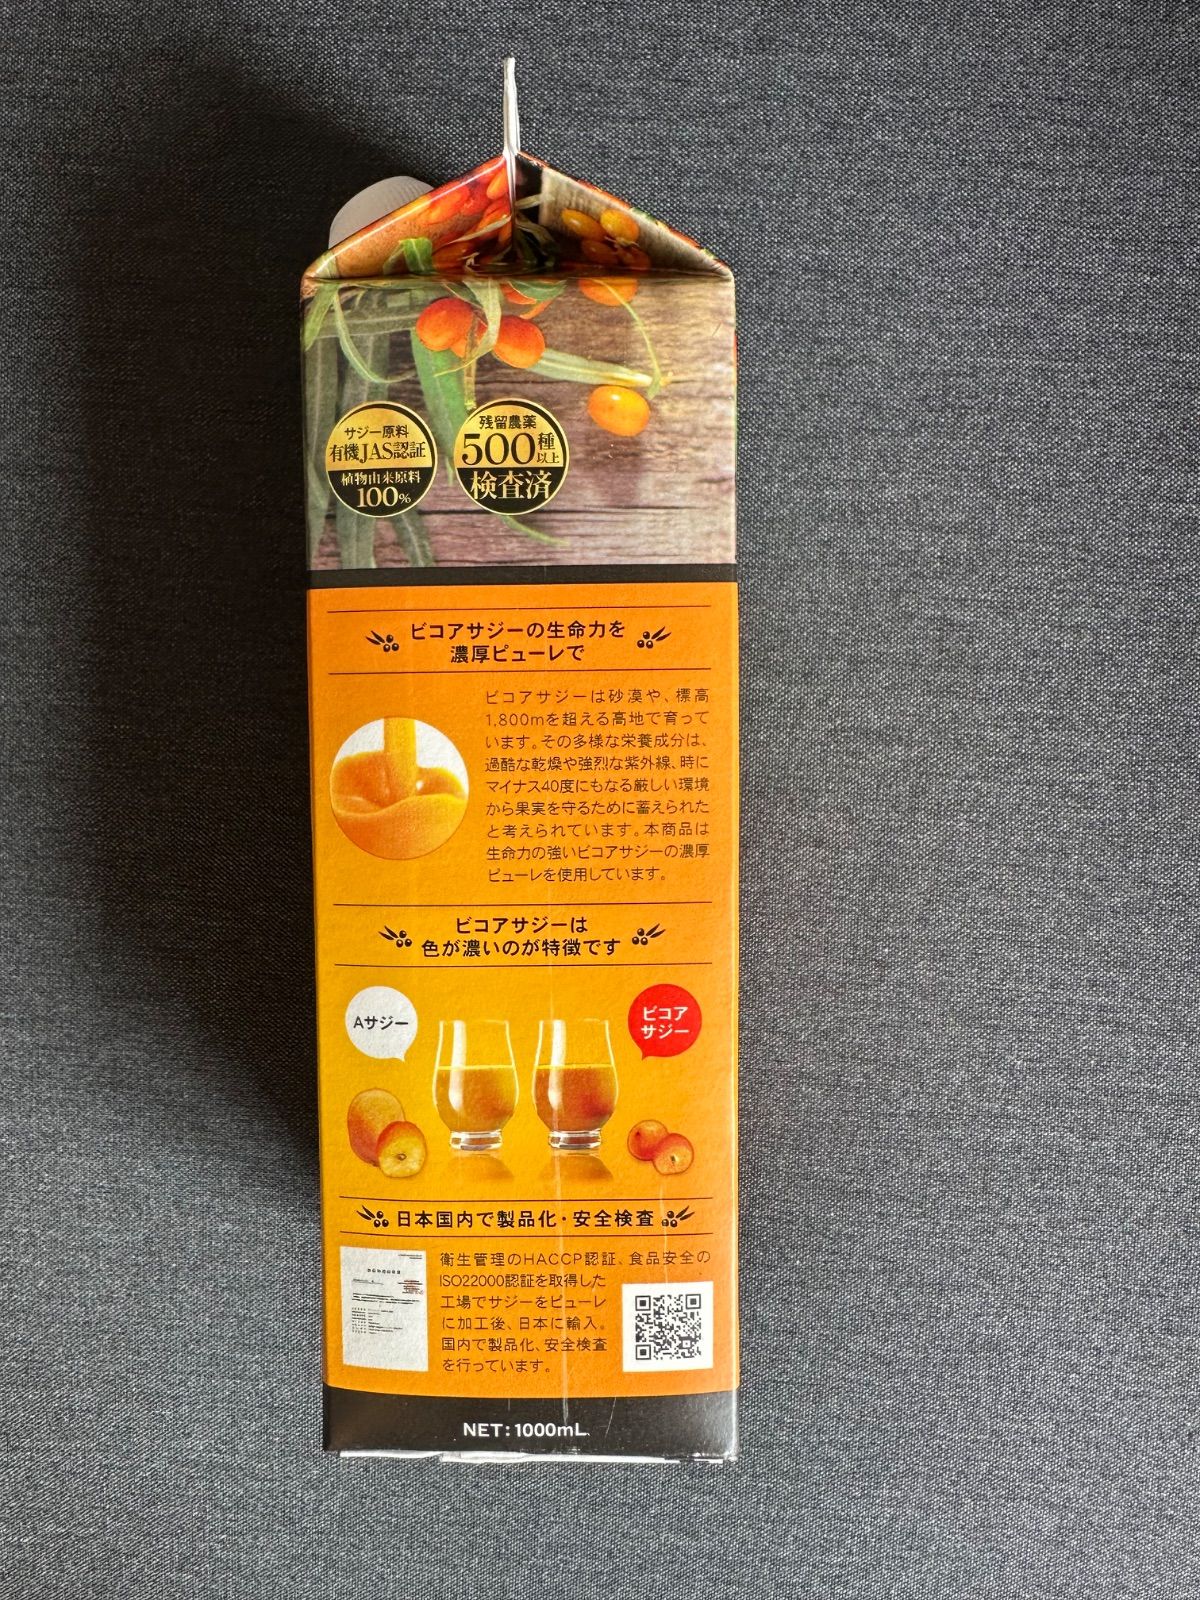 サジー原料
有機JAS認証
植物由来原料
100%
残留農薬
500種以上
検査済
ビコアサジーの生命力を
濃厚ピューレで
ビコアサジーは砂漠や、標高
1,800mを超える高地で育って
います。その多様な栄養成分は、
過酷な乾燥や強烈な紫外線、時に
マイナス40度にもなる厳しい環境
から果実を守るために蓄えられた
と考えられています。本商品は
生命力の強いビコアサジーの濃厚
ピューレを使用しています。
ビコアサジーは
色が濃いのが特徴です
Aサジー
ビコア
サジー
日本国内で製品化・安全検査
衛生管理のHACCP認証、食品安全の
ISO22000認証を取得した
工場でサジーをピューレ
に加工後、日本に輸入。
国内で製品化、安全検査
を行っています。
NET:1000mL